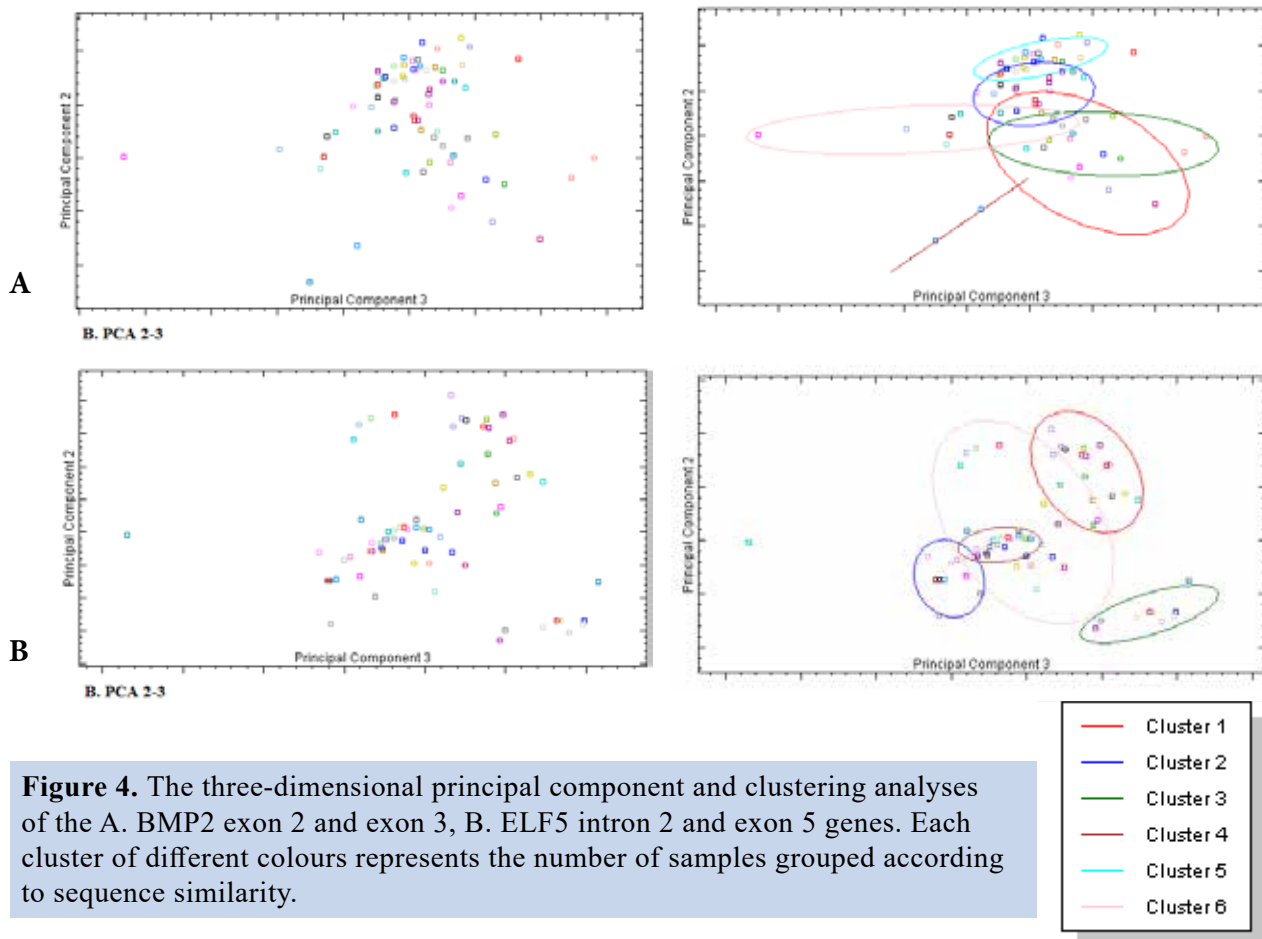 Principal Component 2
Principal Component 3
Principal Component 2
Principal Component 3
A
B. PCA 2-3
Principal Component 2
Principal Component 3
Principal Component 2
Principal Component 3
B
B. PCA 2-3
Cluster 1
Cluster 2
Cluster 3
Cluster 4
Cluster 5
Cluster 6
Figure 4. The three-dimensional principal component and clustering analyses
of the A. BMP2 exon 2 and exon 3, B. ELF5 intron 2 and exon 5 genes. Each
cluster of different colours represents the number of samples grouped according
to sequence similarity.